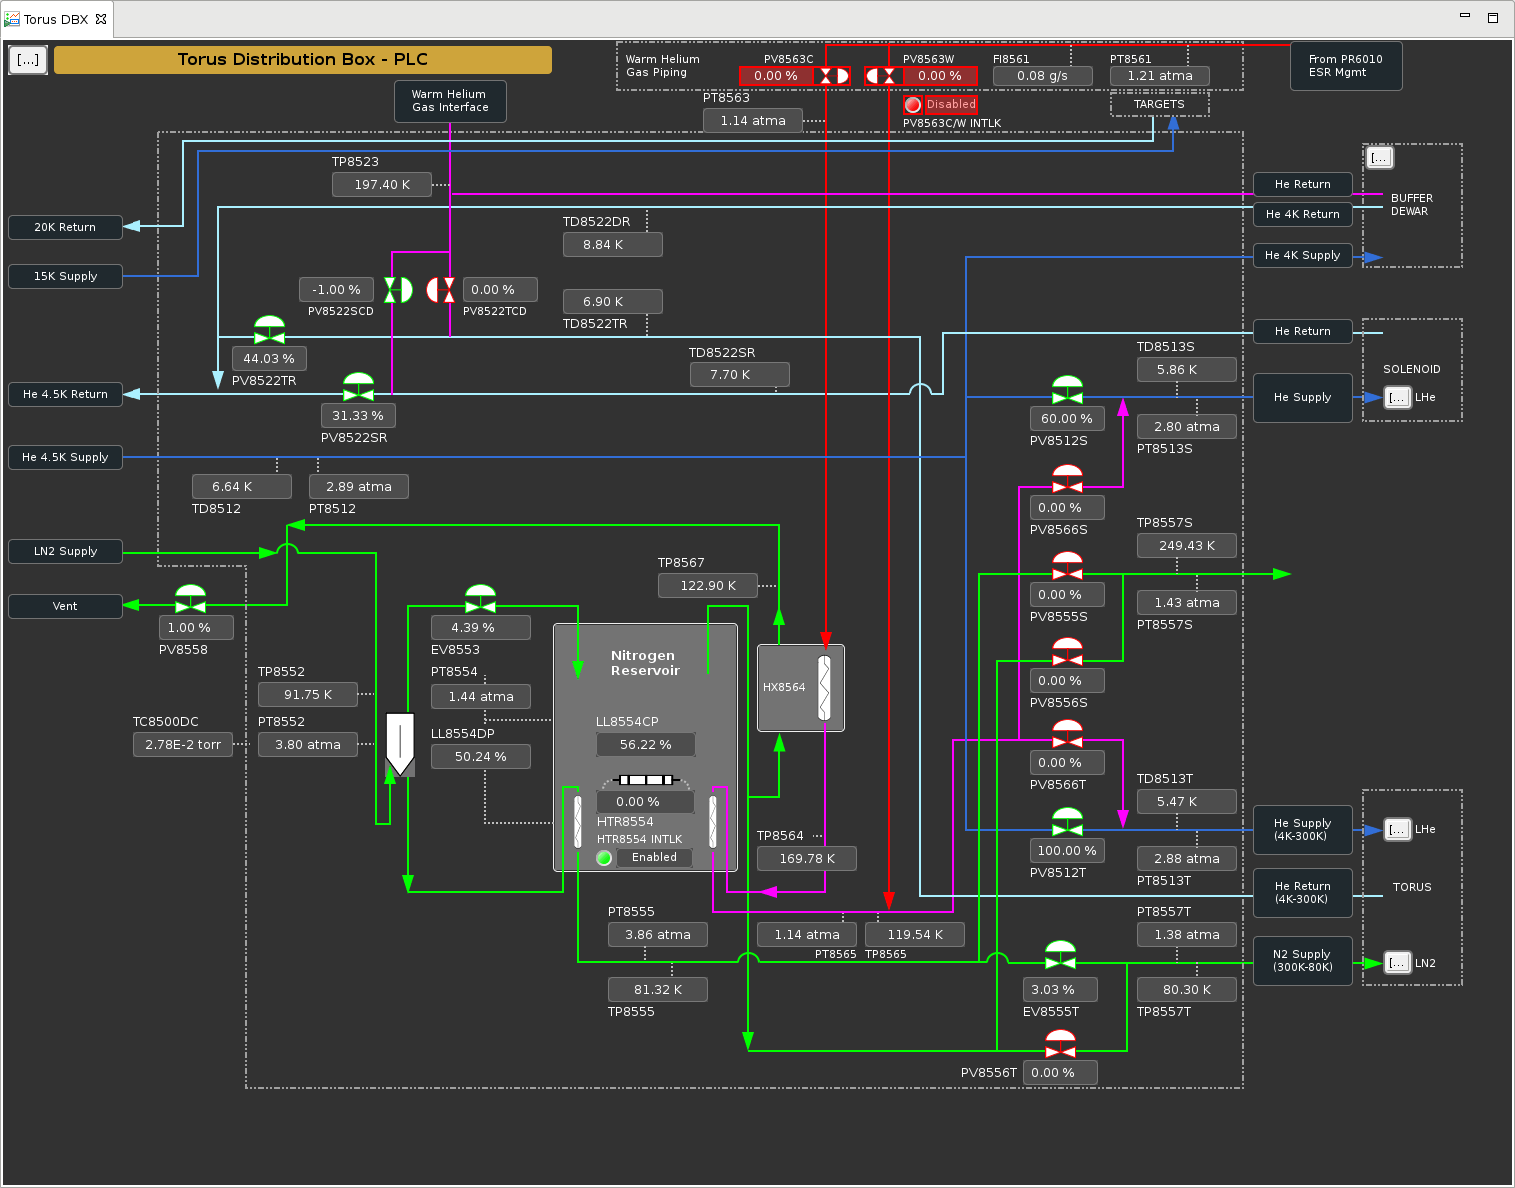 Torus DBX
[...]
Torus Distribution Box - PLC
Warm Helium
Gas Piping
PV8563C
0.00 %
PV8563W
0.00 %
FI8561
0.08 g/s
PT8561
1.21 atma
From PR6010
ESR Mgmt
Warm Helium
Gas Interface
PT8563
1.14 atma
Disabled
PV8563C/W INTLK
TARGETS
TP8523
197.40 K
[...
BUFFER
DEWAR
He Return
He 4K Return
He 4K Supply
20K Return
15K Supply
TD8522DR
8.84 K
-1.00 %
PV8522SCD
0.00 %
PV8522TCD
6.90 K
TD8522TR
44.03 %
PV8522TR
TD8522SR
7.70 K
He Return
TD8513S
5.86 K
SOLENOID
He 4.5K Return
31.33 %
PV8522SR
60.00 %
PV8512S
He Supply
[...
LHe
2.80 atma
PT8513S
He 4.5K Supply
6.64 K
TD8512
2.89 atma
PT8512
0.00 %
PV8566S
TP8557S
249.43 K
LN2 Supply
TP8567
122.90 K
Vent
1.00 %
PV8558
4.39 %
EV8553
0.00 %
PV8555S
1.43 atma
PT8557S
Nitrogen
Reservoir
TP8552
91.75 K
PT8554
1.44 atma
HX8564
0.00 %
PV8556S
TC8500DC
2.78E-2 torr
PT8552
3.80 atma
LL8554DP
50.24 %
LL8554CP
56.22 %
0.00 %
PV8566T
0.00 %
HTR8554
HTR8554 INTLK
Enabled
TD8513T
5.47 K
TP8564
169.78 K
100.00 %
PV8512T
2.88 atma
PT8513T
He Supply
(4K-300K)
[...
LHe
He Return
(4K-300K)
TORUS
PT8555
3.86 atma
1.14 atma
PT8565
119.54 K
TP8565
PT8557T
1.38 atma
N2 Supply
(300K-80K)
[...
LN2
81.32 K
TP8555
3.03 %
EV8555T
80.30 K
TP8557T
PV8556T
0.00 %